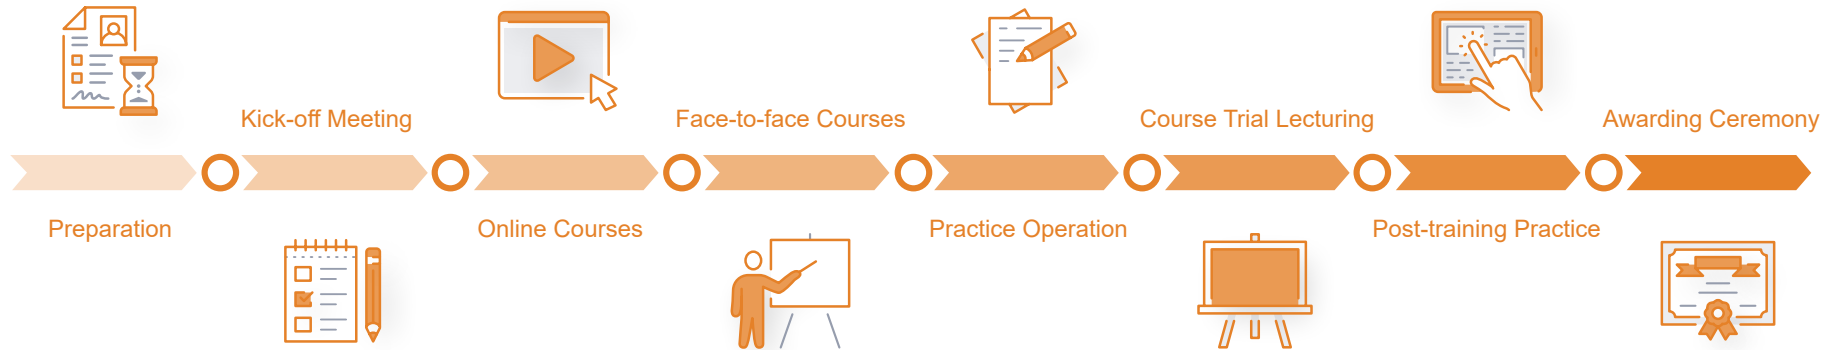 Kick-off Meeting
Face-to-face Courses
Course Trial Lecturing
Awarding Ceremony
Preparation
Online Courses
Practice Operation
Post-training Practice